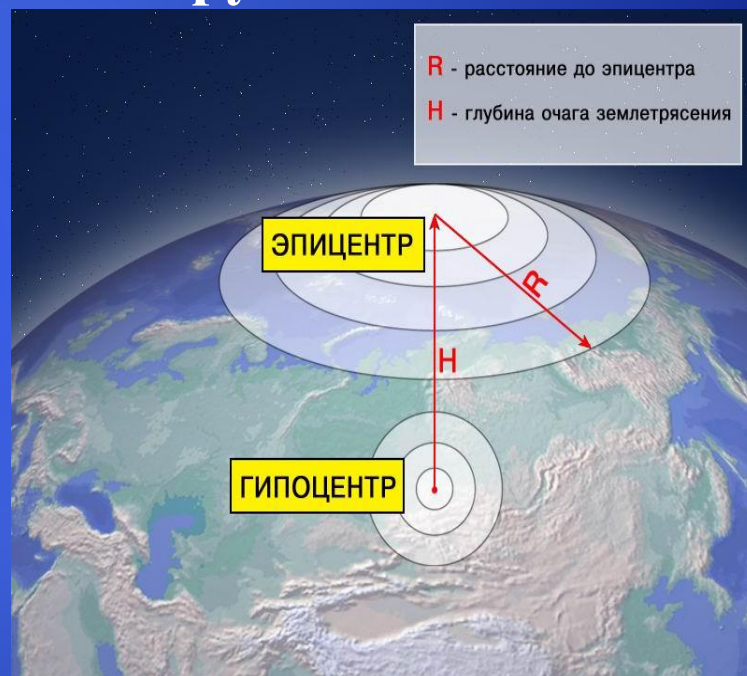 R - расстояние до эпицентра
H - глубина очага землетрясения
ЭПИЦЕНТР
R
H
ГИПОЦЕНТР